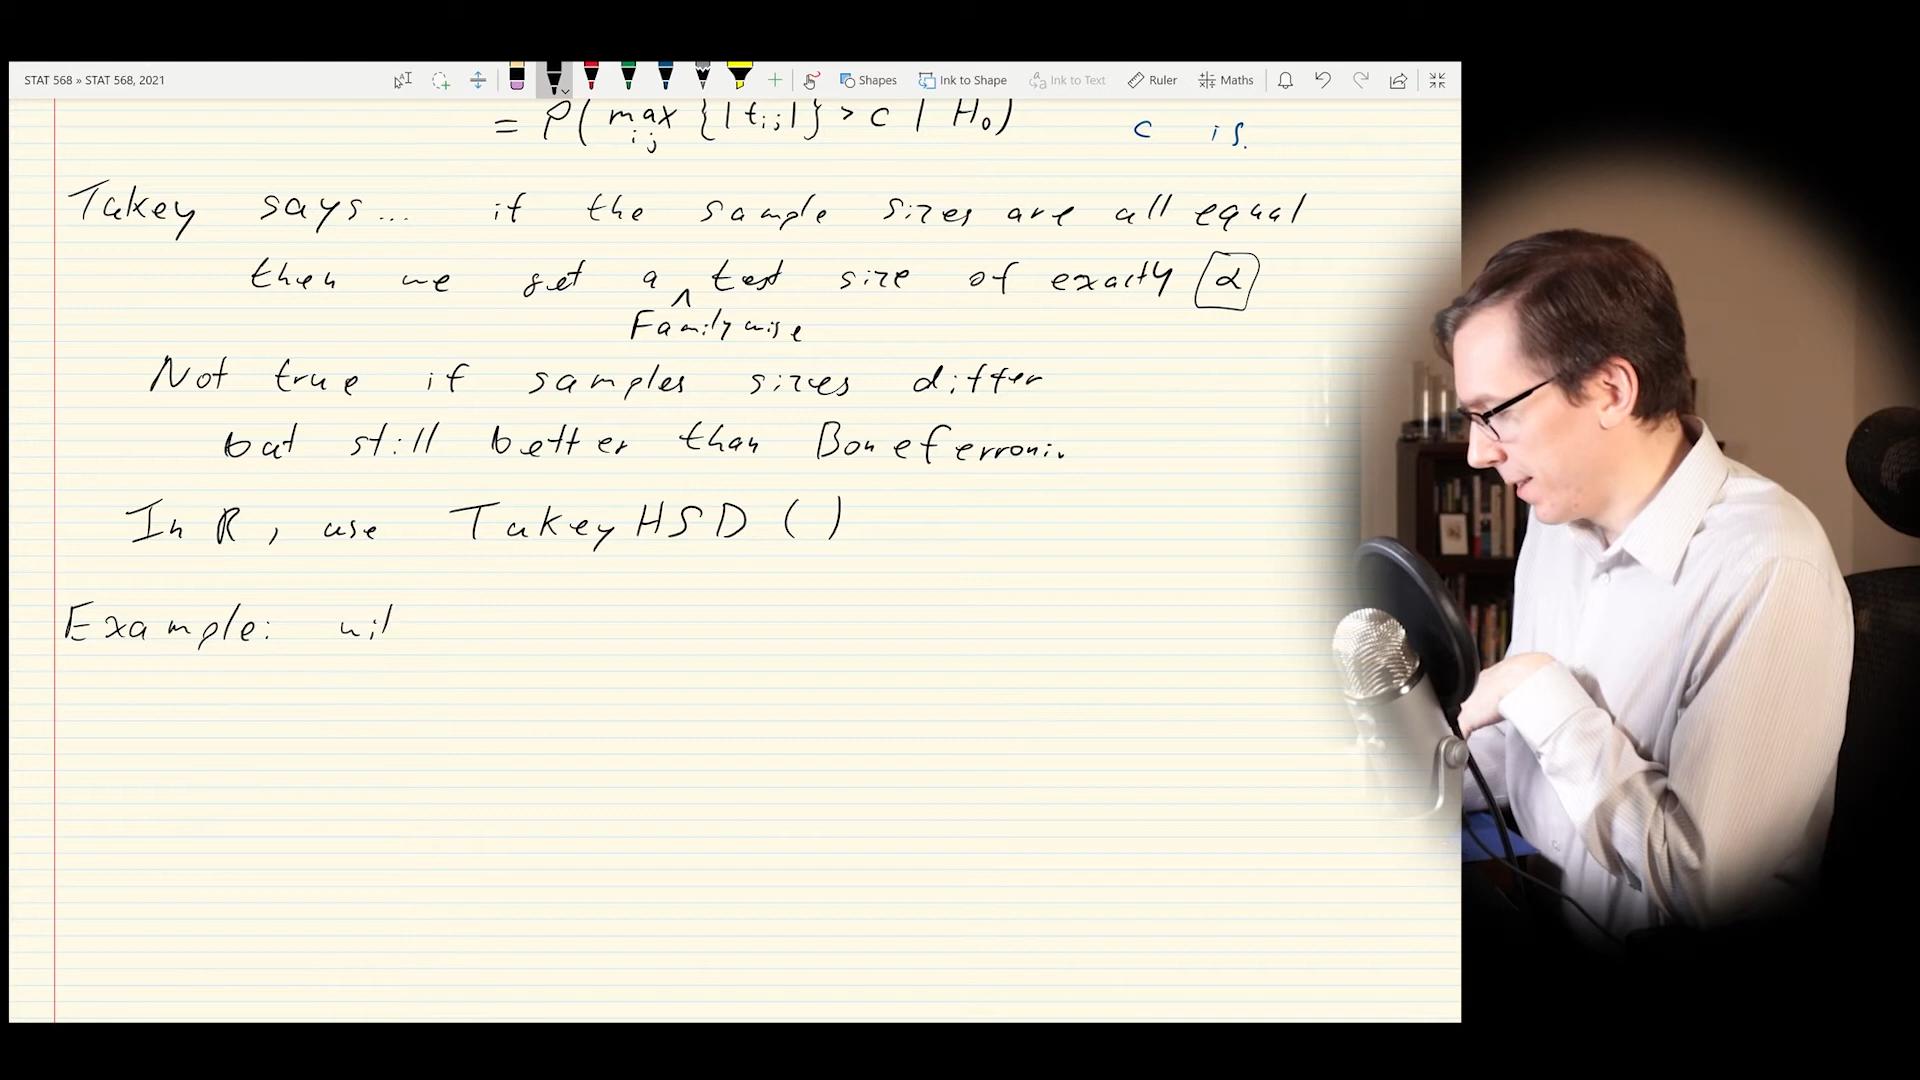 STAT 568 » STAT 568, 2021
Shapes Ink to Shape Ink to Text Ruler Maths
= P( max {|tij|} > c | H0) c is.
ij
Tukey says... if the sample sizes are all equal
then we get a ^ test size of exactly α
Familywise
Not true if samples sizes differ
but still better than Boneferroni.
In R, use TukeyHSD ( )
Example: